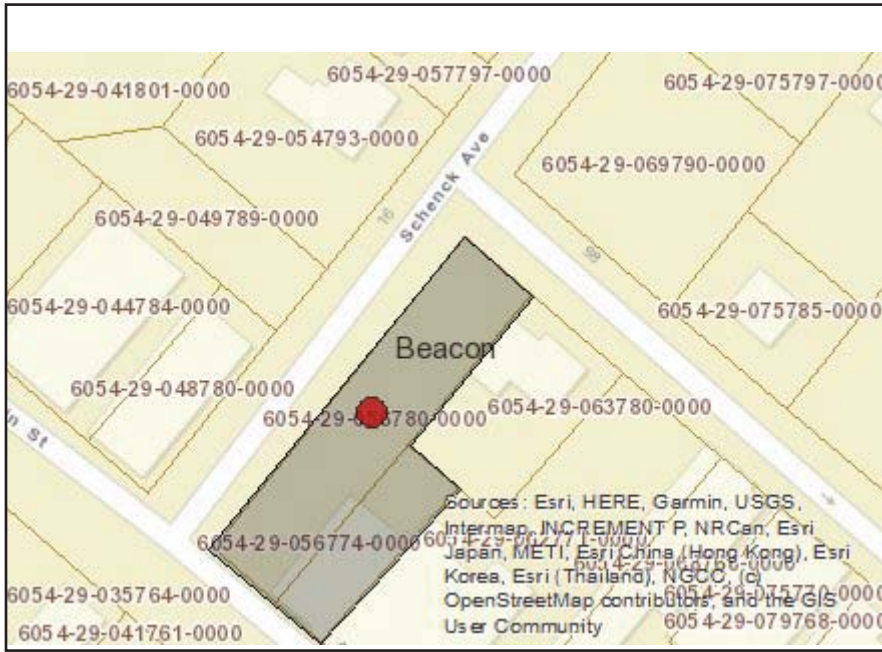 6054-29-057797-0000
6054-29-075797-0000
6054-29-041801-0000
6054-29-054793-0000
6054-29-069790-0000
Schenck Ave
16
6054-29-049789-0000
98
6054-29-044784-0000
6054-29-075785-0000
Beacon
6054-29-048780-0000
6054-29-063780-0000
St
6054-29-056774-0000
Sources: Esri, HERE, Garmin, USGS,
Intermap, INCREMENT P, NRCan, Esri
Japan, METI, Esri China (Hong Kong), Esri
Korea, Esri (Thailand), NGCC, (c)
OpenStreetMap contributors, and the GIS
User Community
6054-29-035764-0000
6054-29-041761-0000
6054-29-079768-0000